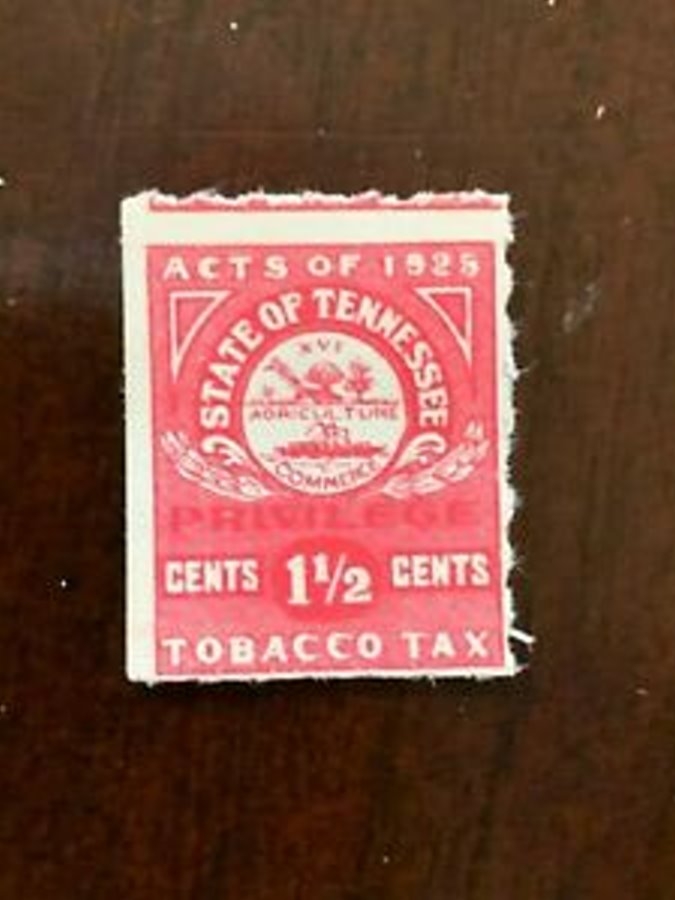 ACTS OF 1925
STATE OF TENNESSEE
XVI
AGRICULTURE
COMMERCE
PRIVILEGE
CENTS 1½ CENTS
TOBACCO TAX